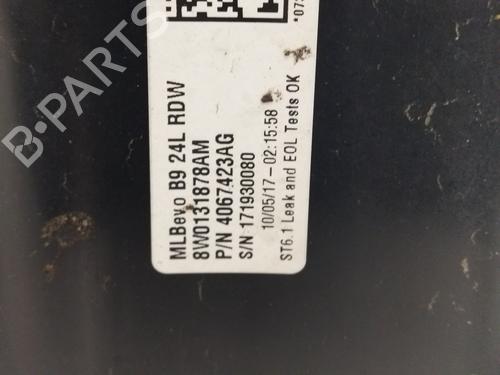 MLBevo B9 24L RDW
8W0131878AM
P/N 4067423AG
S/N 171930080
10/05/17-02:15:58
ST6.1 Leak and EOL Tests OK
B-PARTS